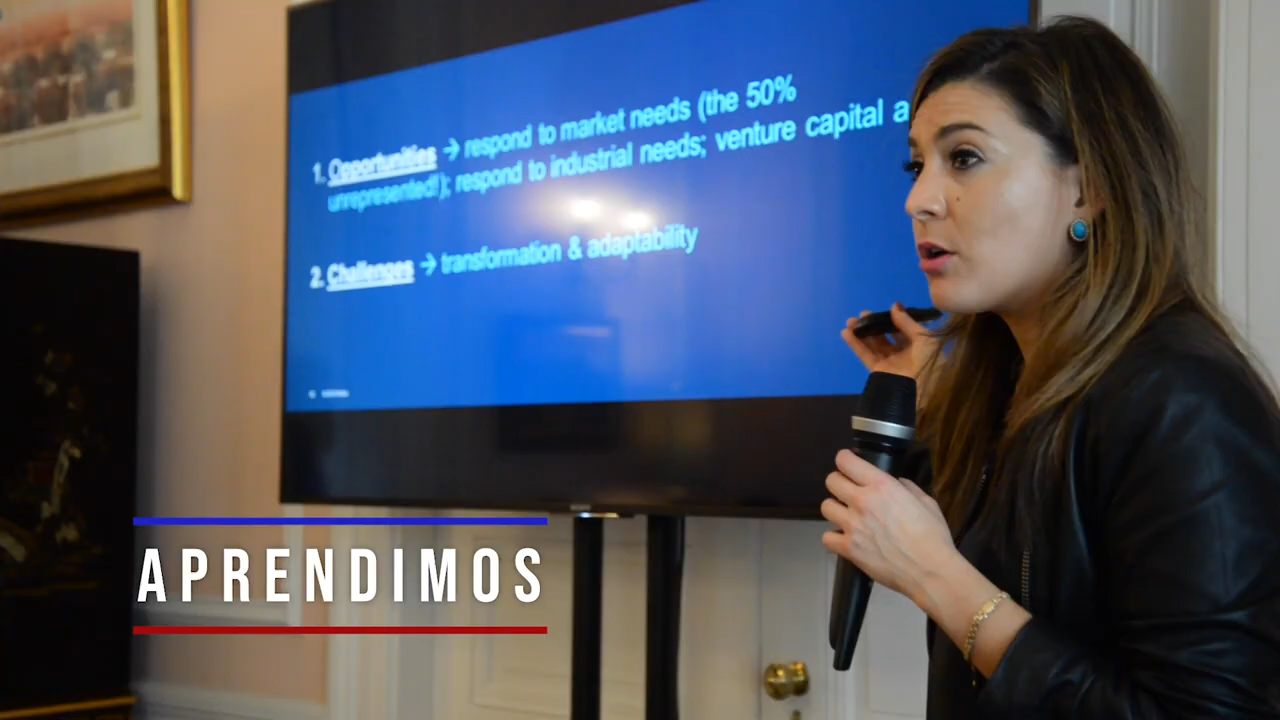 1. Opportunities → respond to market needs (the 50%
unrepresented!); respond to industrial needs; venture capital a
2. Challenges → transformation & adaptability
APRENDIMOS